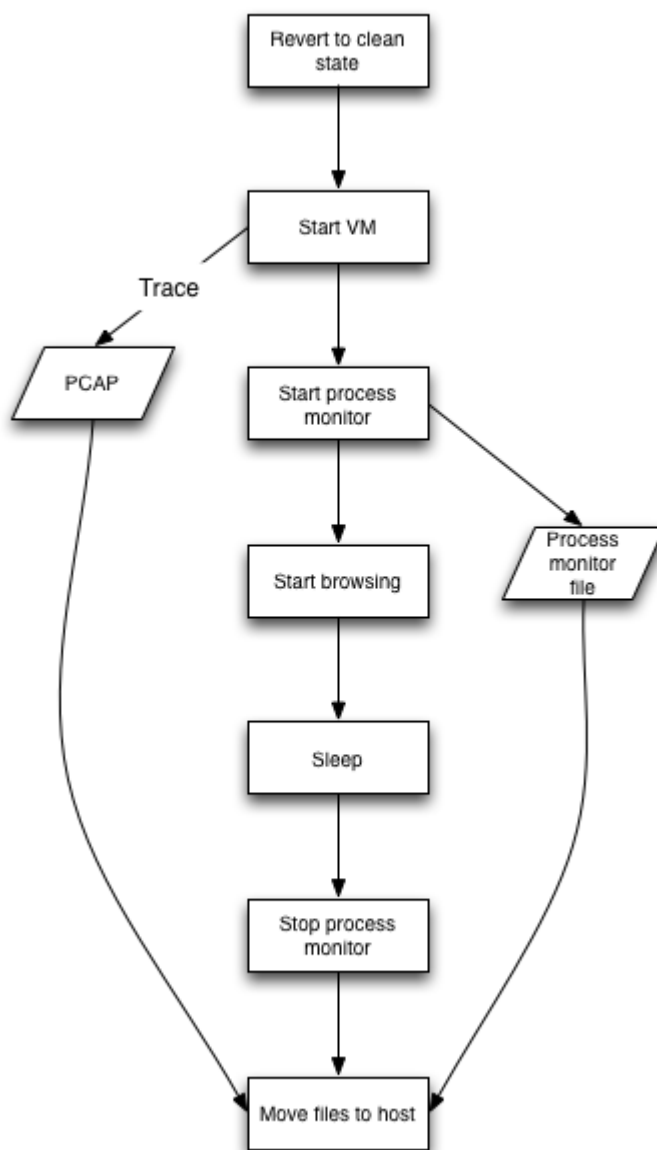 Revert to clean
state
Start VM
Trace
PCAP
Start process
monitor
Process
monitor
file
Start browsing
Sleep
Stop process
monitor
Move files to host